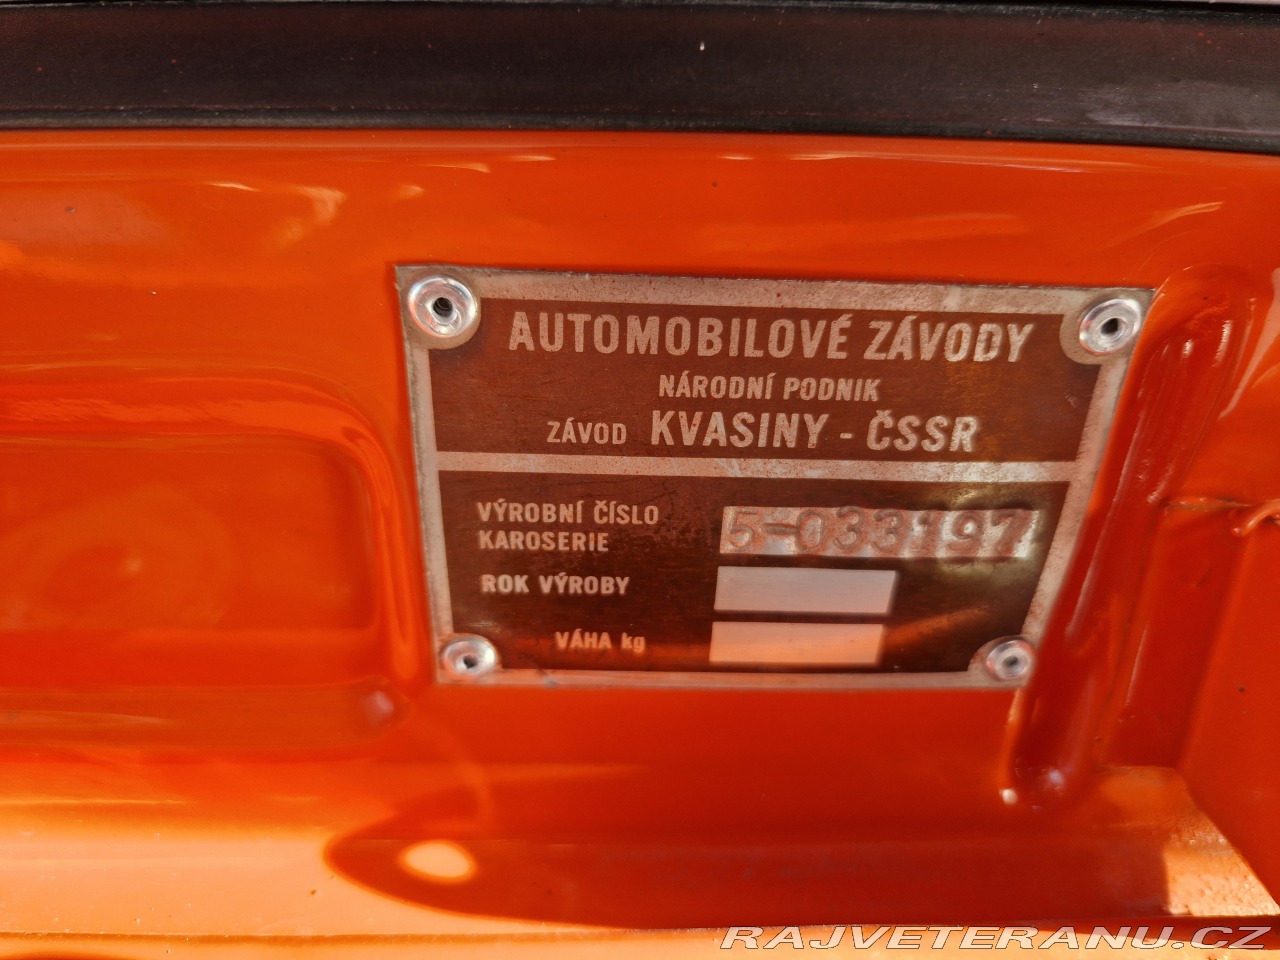 AUTOMOBILOVÉ ZÁVODY
NÁRODNÍ PODNIK
ZÁVOD KVASINY - ČSSR
VÝROBNÍ ČÍSLO
KAROSERIE 5-033197
ROK VÝROBY
VÁHA kg
RAJVETERANU.CZ